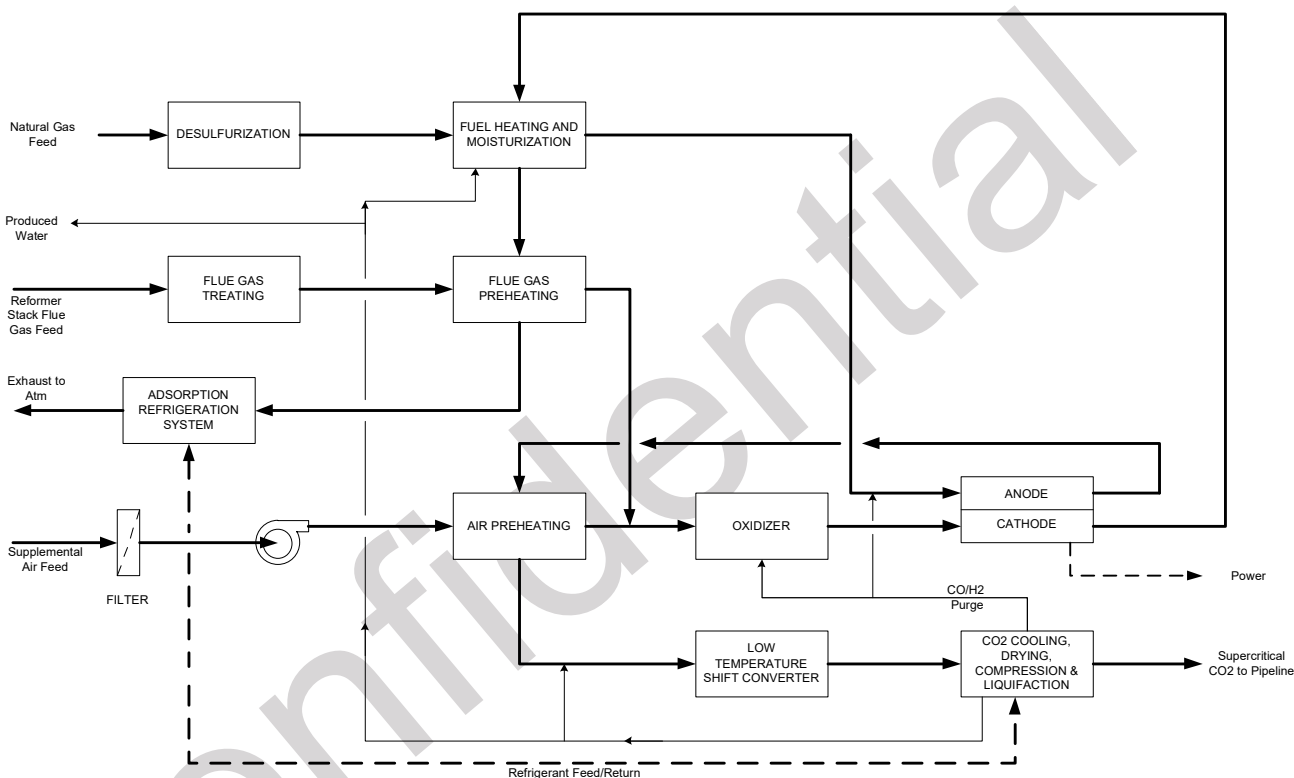 Natural Gas
Feed
DESULFURIZATION
FUEL HEATING AND
MOISTURIZATION
Produced
Water
FLUE GAS
TREATING
FLUE GAS
PREHEATING
Reformer
Stack Flue
Gas Feed
Exhaust to
Atm
ADSORPTION
REFRIGERATION
SYSTEM
AIR PREHEATING
OXIDIZER
ANODE
CATHODE
Supplemental
Air Feed
FILTER
Power
CO/H2
Purge
LOW
TEMPERATURE
SHIFT CONVERTER
CO2 COOLING,
DRYING,
COMPRESSION &
LIQUIFACTION
Supercritical
CO2 to Pipeline
Refrigerant Feed/Return
onfidential